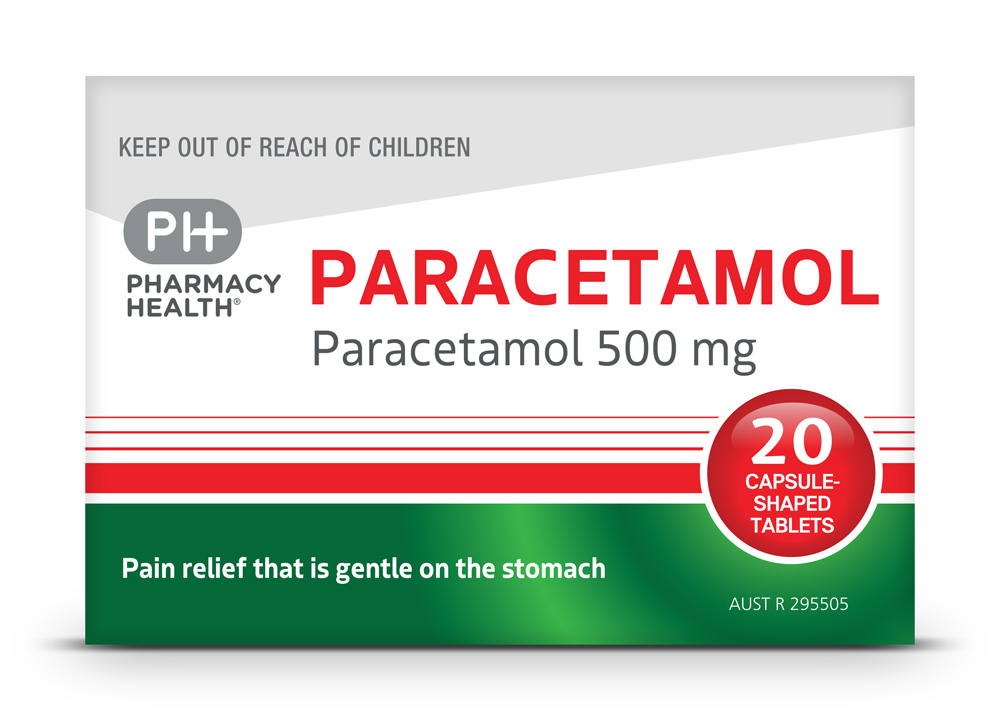 KEEP OUT OF REACH OF CHILDREN
PH
PHARMACY
HEALTH®
PARACETAMOL
Paracetamol 500 mg
20
CAPSULE-
SHAPED
TABLETS
Pain relief that is gentle on the stomach
AUST R 295505